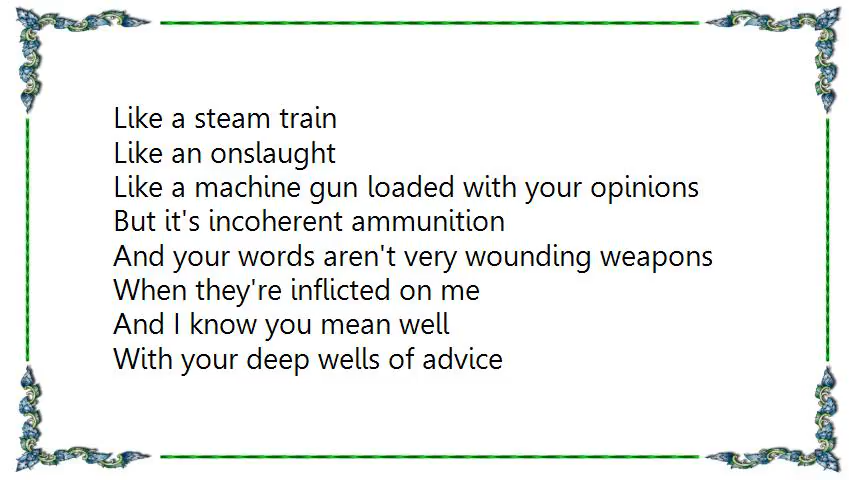 Like a steam train
Like an onslaught
Like a machine gun loaded with your opinions
But it's incoherent ammunition
And your words aren't very wounding weapons
When they're inflicted on me
And I know you mean well
With your deep wells of advice